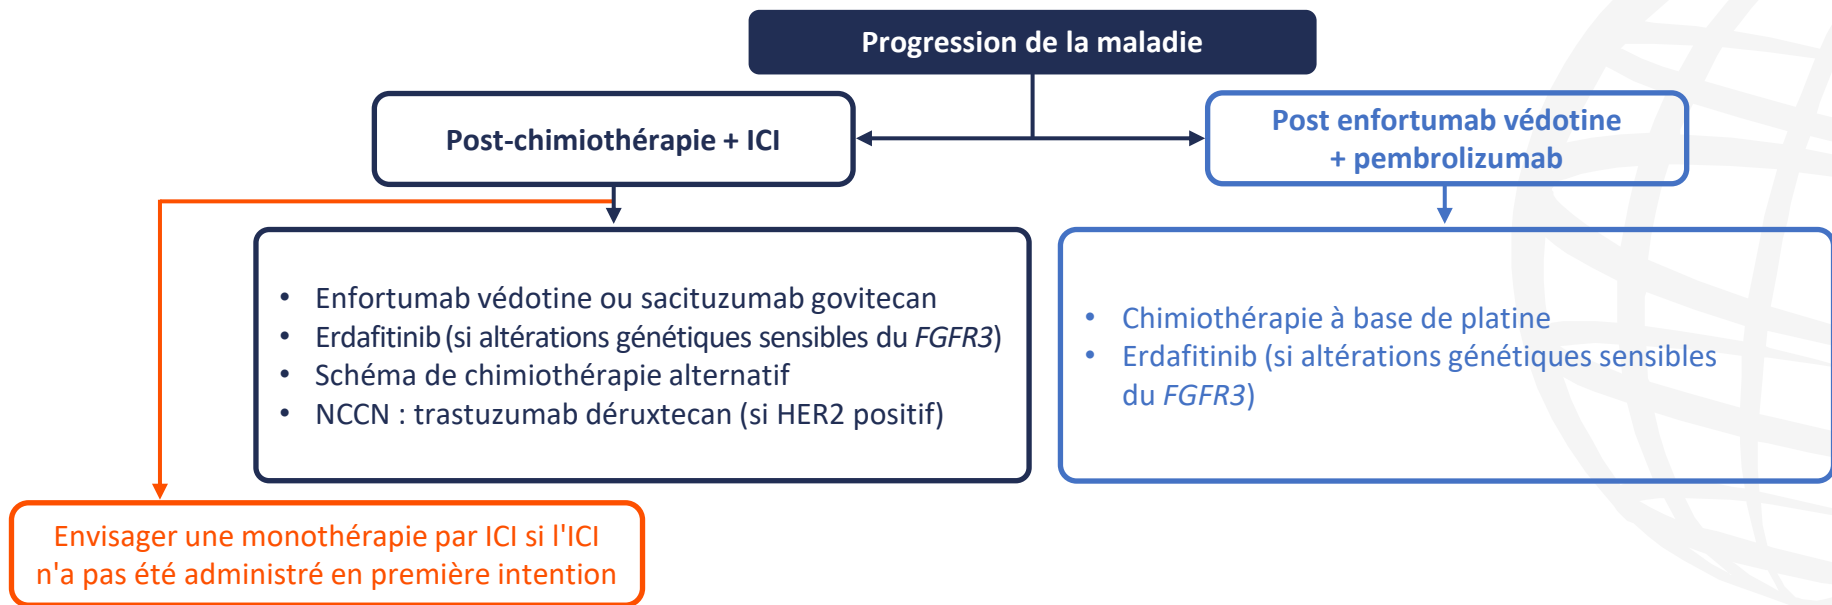 Progression de la maladie
Post-chimiothérapie + ICI
Post enfortumab védotine
+ pembrolizumab
• Enfortumab védotine ou sacituzumab govitecan
• Erdafitinib (si altérations génétiques sensibles du FGFR3)
• Schéma de chimiothérapie alternatif
• NCCN : trastuzumab déruxtecan (si HER2 positif)
• Chimiothérapie à base de platine
• Erdafitinib (si altérations génétiques sensibles
du FGFR3)
Envisager une monothérapie par ICI si l'ICI
n'a pas été administré en première intention